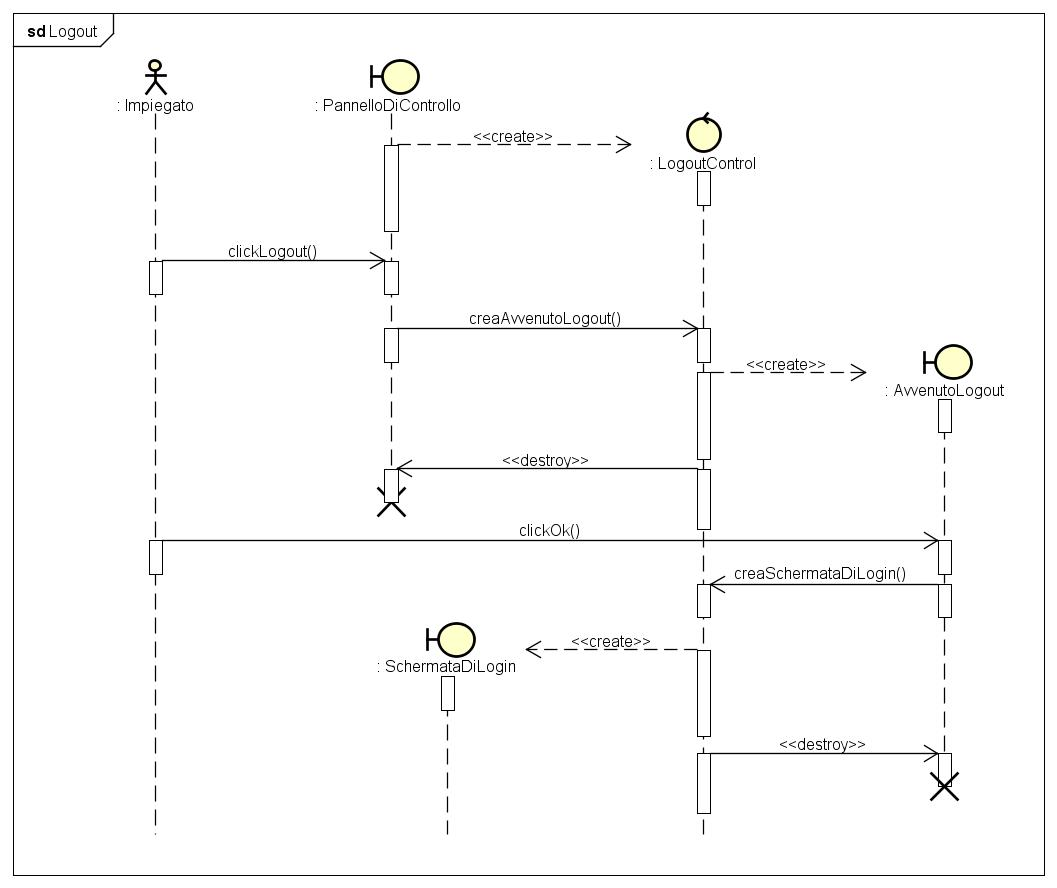 sd Logout
: Impiegato
: PannelloDiControllo
<<create>>
: LogoutControl
clickLogout()
creaAvvenutoLogout()
<<create>>
: AvvenutoLogout
<<destroy>>
clickOk()
creaSchermataDiLogin()
<<create>>
: SchermataDiLogin
<<destroy>>